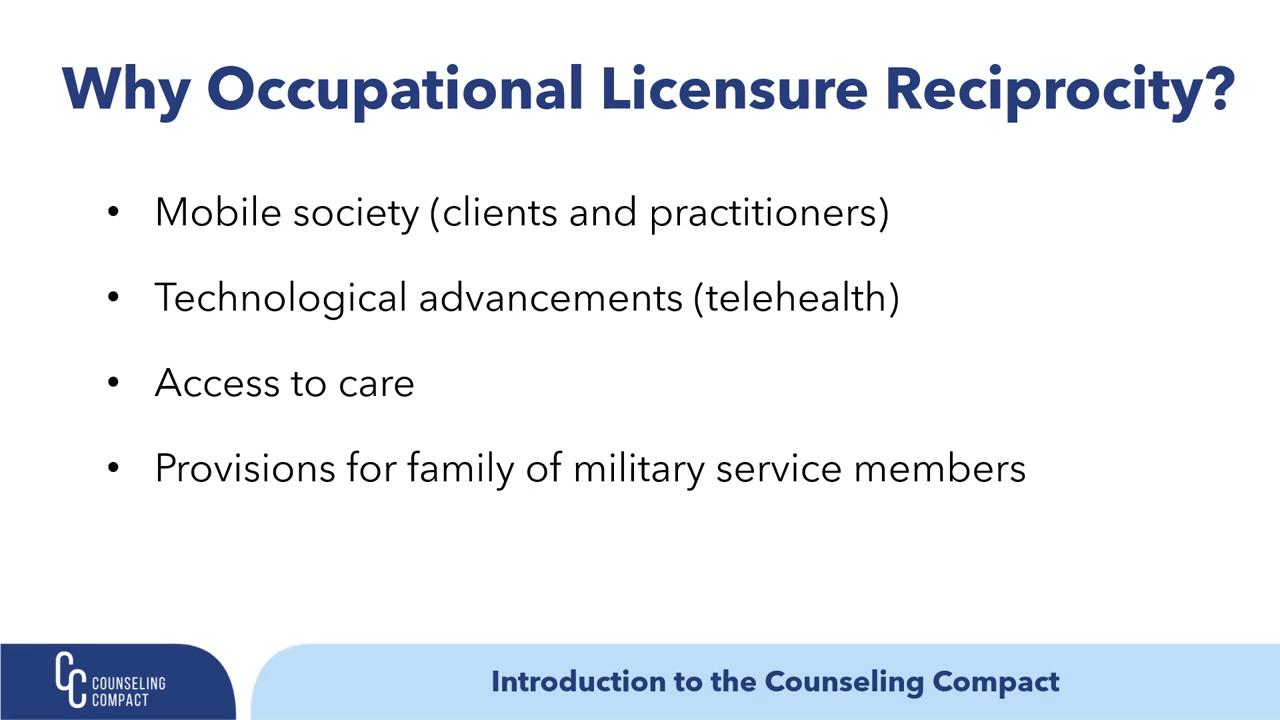 Why Occupational Licensure Reciprocity?
• Mobile society (clients and practitioners)
• Technological advancements (telehealth)
• Access to care
• Provisions for family of military service members
CC COUNSELING
COMPACT
Introduction to the Counseling Compact